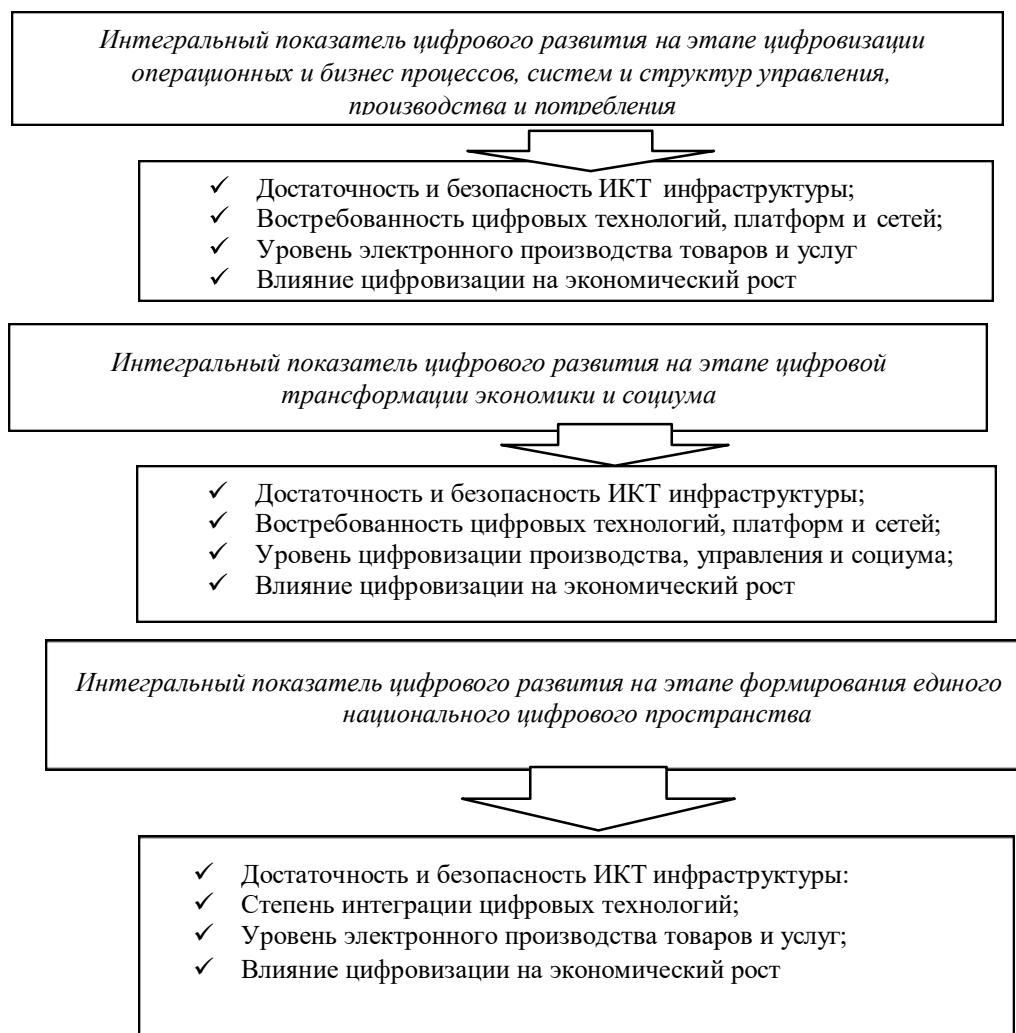 Интегральный показатель цифрового развития на этапе цифровизации
операционных и бизнес процессов, систем и структур управления,
производства и потребления
✓ Достаточность и безопасность ИКТ инфраструктуры;
✓ Востребованность цифровых технологий, платформ и сетей;
✓ Уровень электронного производства товаров и услуг
✓ Влияние цифровизации на экономический рост
Интегральный показатель цифрового развития на этапе цифровой
трансформации экономики и социума
✓ Достаточность и безопасность ИКТ инфраструктуры;
✓ Востребованность цифровых технологий, платформ и сетей;
✓ Уровень цифровизации производства, управления и социума;
✓ Влияние цифровизации на экономический рост
Интегральный показатель цифрового развития на этапе формирования единого
национального цифрового пространства
✓ Достаточность и безопасность ИКТ инфраструктуры:
✓ Степень интеграции цифровых технологий;
✓ Уровень электронного производства товаров и услуг;
✓ Влияние цифровизации на экономический рост